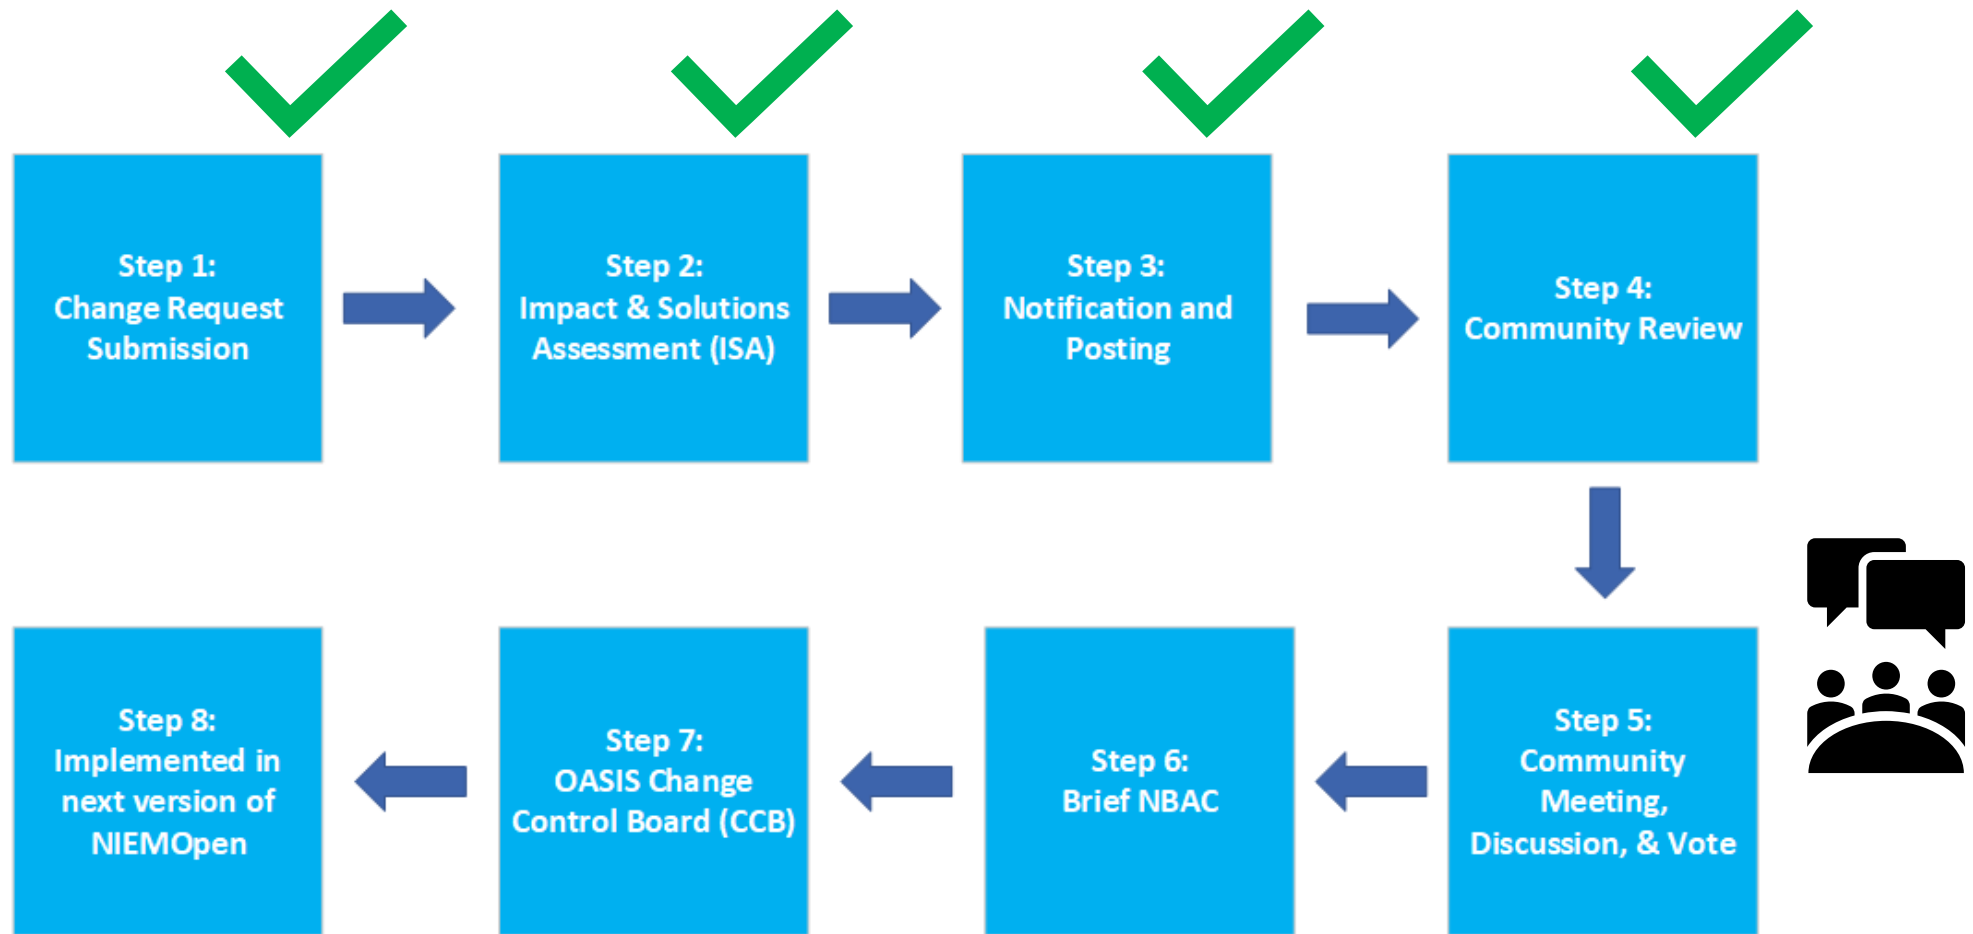 Step 1:
Change Request
Submission
Step 2:
Impact & Solutions
Assessment (ISA)
Step 3:
Notification and
Posting
Step 4:
Community Review
Step 5:
Community
Meeting,
Discussion, & Vote
Step 6:
Brief NBAC
Step 7:
OASIS Change
Control Board (CCB)
Step 8:
Implemented in
next version of
NIEMOpen